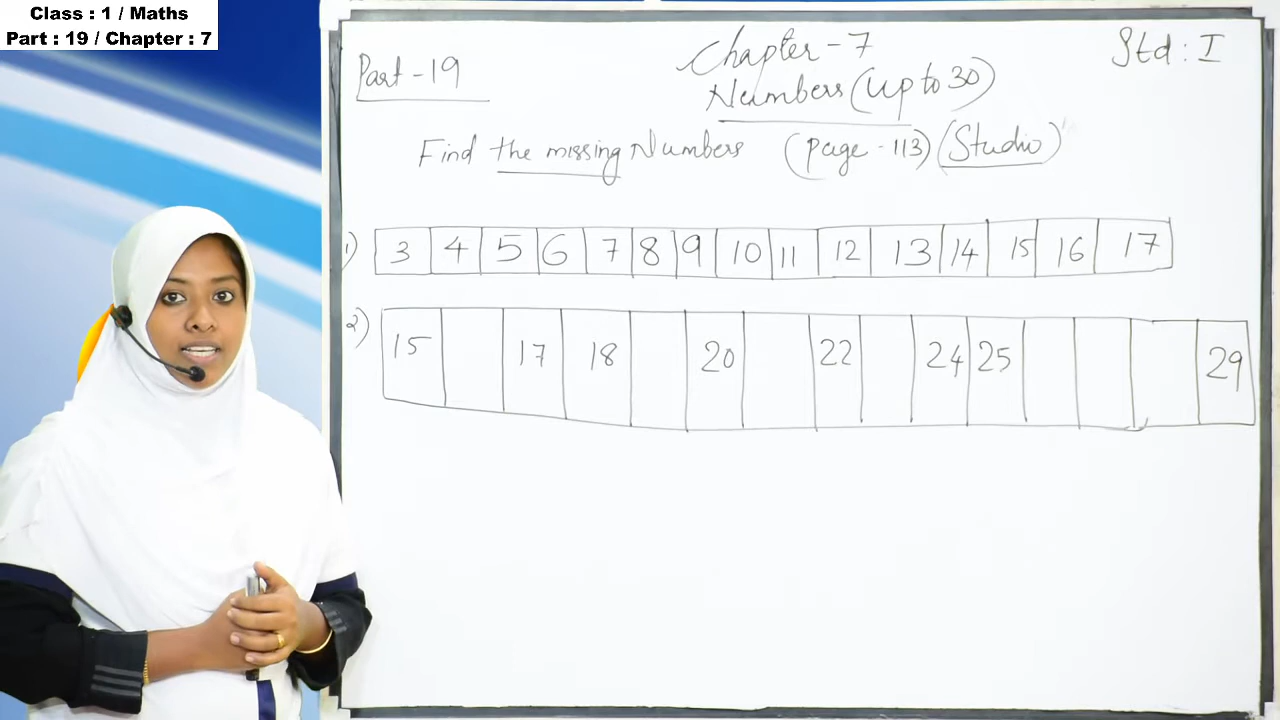 Class : 1 / Maths
Part : 19 / Chapter : 7
Part - 19
Chapter - 7
Std : I
Numbers (up to 30)
Find the missing Numbers (page - 113) (Studio)
1) 3 4 5 6 7 8 9 10 11 12 13 14 15 16 17
2) 15 17 18 20 22 24 25 29